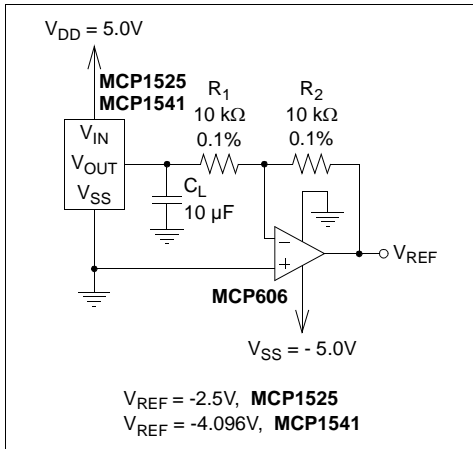 V_DD = 5.0V
MCP1525
MCP1541
R_1
10 kΩ
0.1%
R_2
10 kΩ
0.1%
V_IN
V_OUT
V_SS
C_L
10 µF
−
+
MCP606
V_REF
V_SS = - 5.0V
V_REF = -2.5V, MCP1525
V_REF = -4.096V, MCP1541